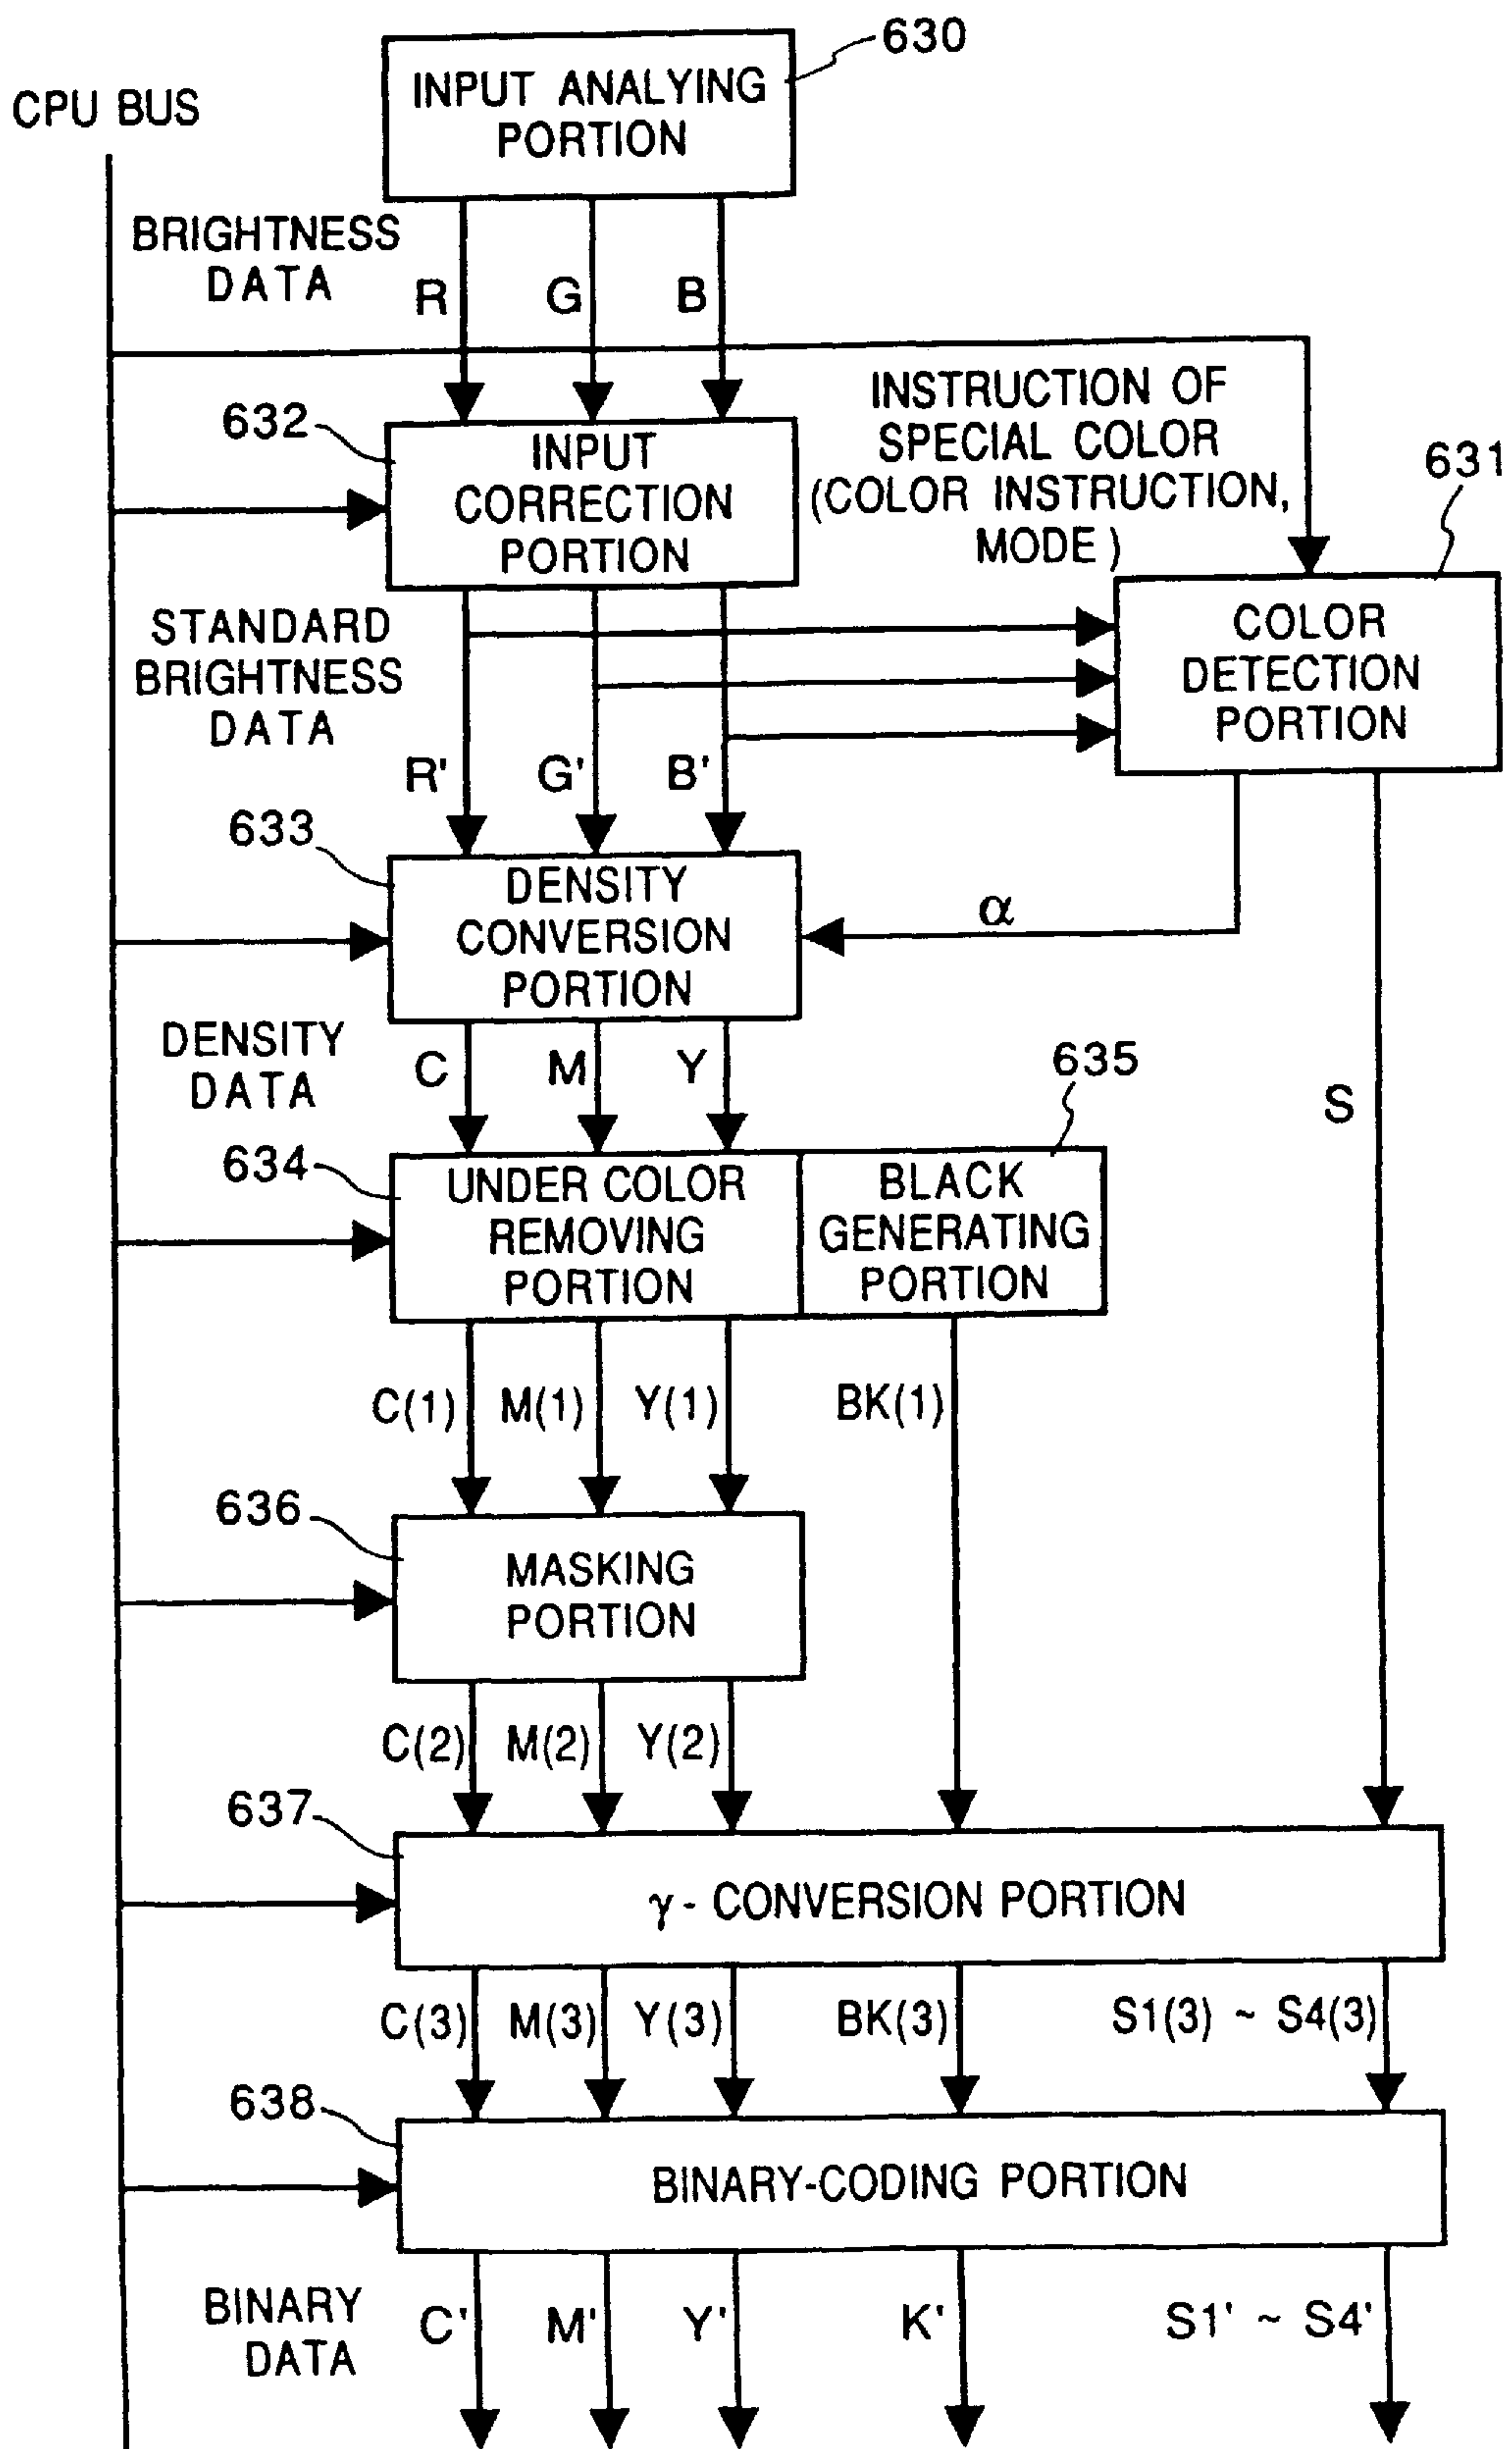 630
INPUT ANALYING
PORTION
CPU BUS
BRIGHTNESS
DATA
R
G
B
632
INPUT
CORRECTION
PORTION
INSTRUCTION OF
SPECIAL COLOR
(COLOR INSTRUCTION,
MODE)
631
COLOR
DETECTION
PORTION
STANDARD
BRIGHTNESS
DATA
R'
G'
B'
633
DENSITY
CONVERSION
PORTION
α
DENSITY
DATA
C
M
Y
635
S
634
UNDER COLOR
REMOVING
PORTION
BLACK
GENERATING
PORTION
C(1)
M(1)
Y(1)
BK(1)
636
MASKING
PORTION
C(2)
M(2)
Y(2)
637
γ- CONVERSION PORTION
C(3)
M(3)
Y(3)
BK(3)
S1(3) ~ S4(3)
638
BINARY-CODING PORTION
BINARY
DATA
C'
M'
Y'
K'
S1' ~ S4'